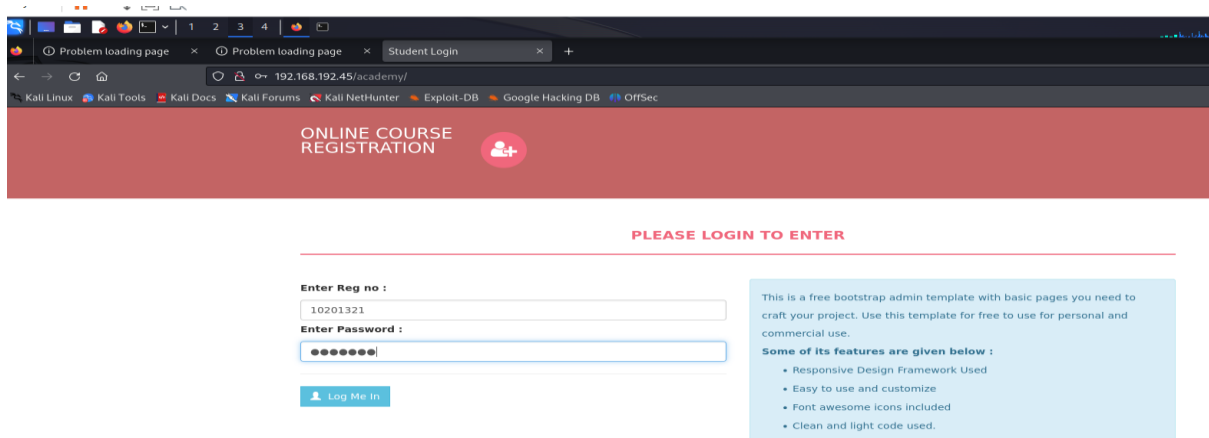 1 2 3 4
Problem loading page × Problem loading page × Student Login × +
192.168.192.45/academy/
Kali Linux Kali Tools Kali Docs Kali Forums Kali NetHunter Exploit-DB Google Hacking DB OffSec
ONLINE COURSE
REGISTRATION
PLEASE LOGIN TO ENTER
Enter Reg no :
10201321
Enter Password :
●●●●●●●
Log Me In
This is a free bootstrap admin template with basic pages you need to
craft your project. Use this template for free to use for personal and
commercial use.
Some of its features are given below :
• Responsive Design Framework Used
• Easy to use and customize
• Font awesome icons included
• Clean and light code used.